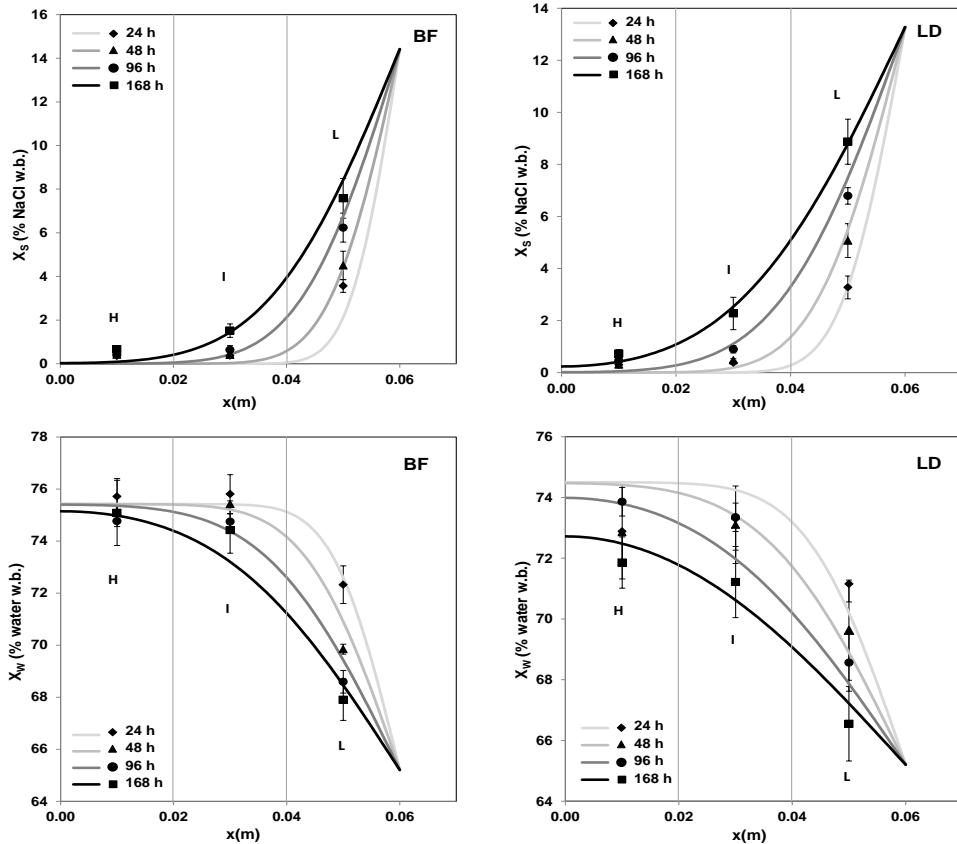 BF
24 h
48 h
96 h
168 h
16
14
12
10
8
6
4
2
0
X_S (% NaCl w.b.)
H
I
L
0.00 0.02 0.04 0.06
x(m)
LD
24 h
48 h
96 h
168 h
14
12
10
8
6
4
2
0
X_S (% NaCl w.b.)
H
I
L
0.00 0.02 0.04 0.06
x(m)
BF
78
76
74
72
70
68
66
64
X_W (% water w.b.)
H
I
L
24 h
48 h
96 h
168 h
0.00 0.02 0.04 0.06
x(m)
LD
76
74
72
70
68
66
64
X_W (% water w.b.)
H
I
L
24 h
48 h
96 h
168 h
0.00 0.02 0.04 0.06
x(m)